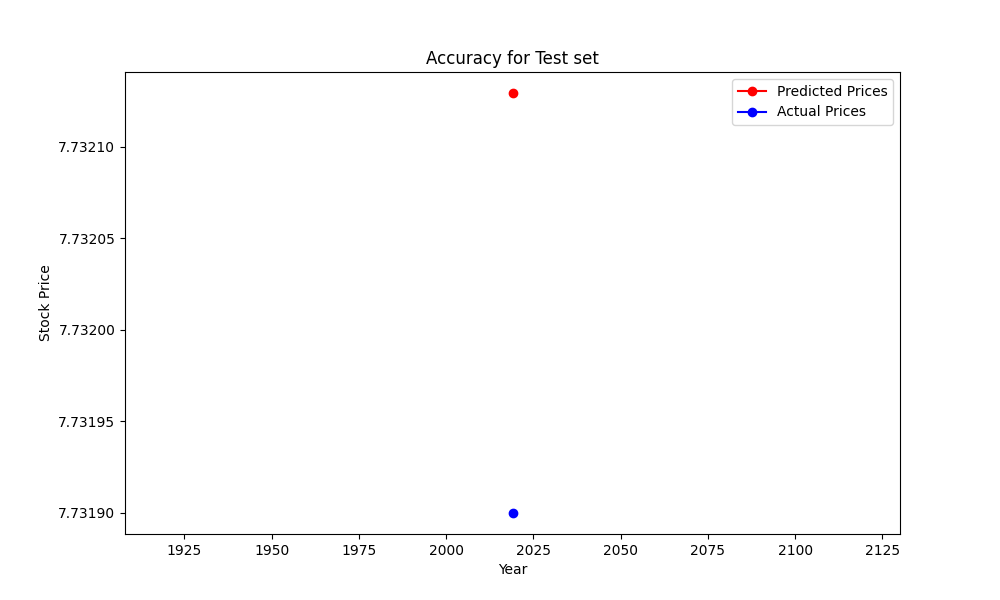 Accuracy for Test set
Predicted Prices
Actual Prices
7.73210
7.73205
7.73200
7.73195
7.73190
Stock Price
1925 1950 1975 2000 2025 2050 2075 2100 2125
Year